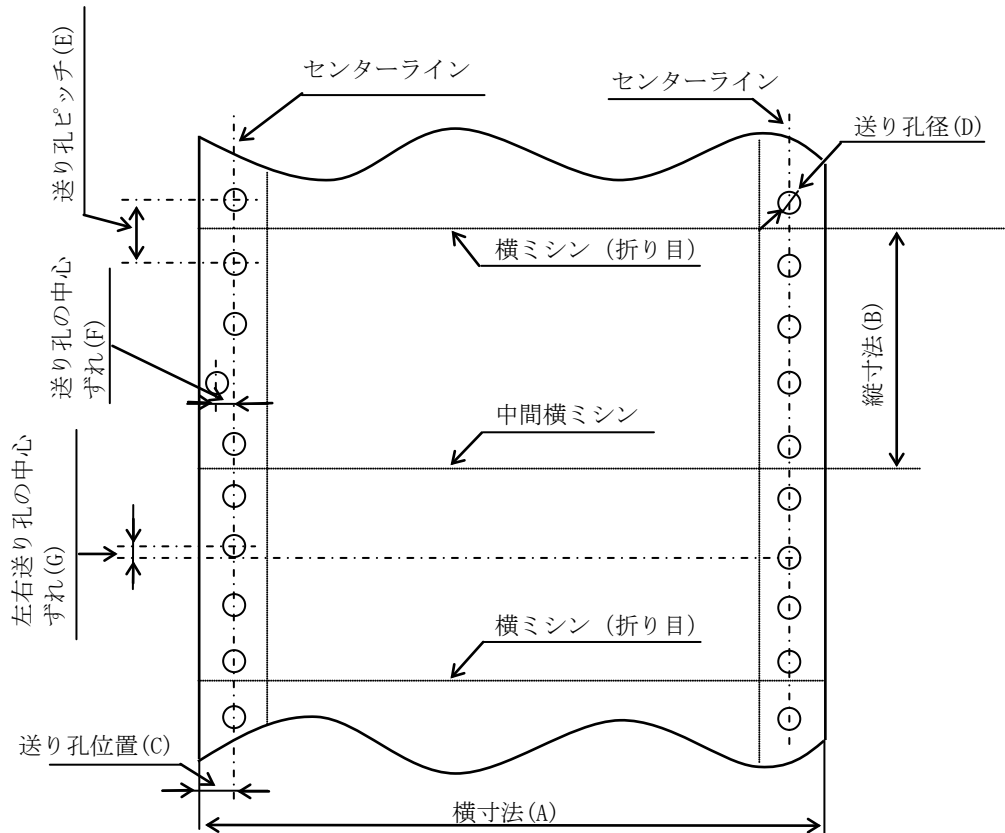 センターライン
センターライン
送り孔径(D)
送り孔ピッチ(E)
横ミシン（折り目）
送り孔の中心
ずれ(F)
縦寸法(B)
中間横ミシン
左右送り孔の中心
ずれ(G)
横ミシン（折り目）
送り孔位置(C)
横寸法(A)